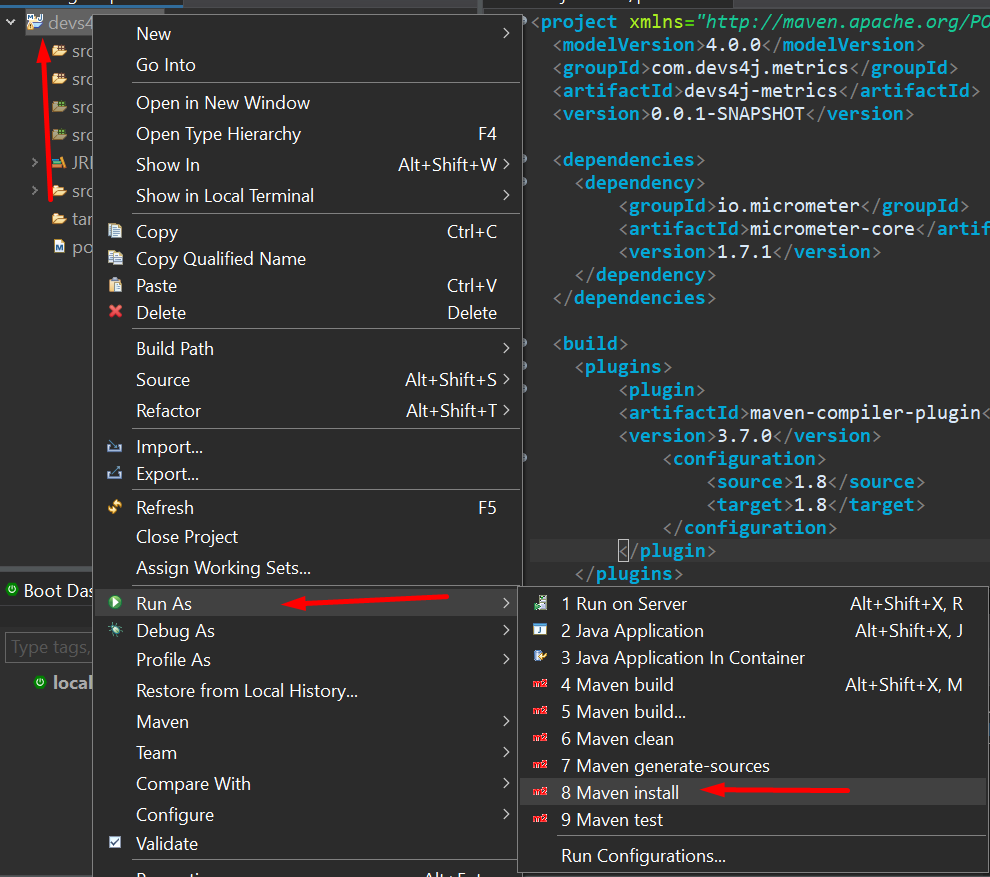 devs4
src
src
src
src
JRE
src
tar
po
Boot Das
Type tags,
local
New
Go Into
Open in New Window
Open Type Hierarchy F4
Show In Alt+Shift+W
Show in Local Terminal
Copy Ctrl+C
Copy Qualified Name
Paste Ctrl+V
Delete Delete
Build Path
Source Alt+Shift+S
Refactor Alt+Shift+T
Import...
Export...
Refresh F5
Close Project
Assign Working Sets...
Run As
Debug As
Profile As
Restore from Local History...
Maven
Team
Compare With
Configure
Validate
<project xmlns="http://maven.apache.org/PO
<modelVersion>4.0.0</modelVersion>
<groupId>com.devs4j.metrics</groupId>
<artifactId>devs4j-metrics</artifactId>
<version>0.0.1-SNAPSHOT</version>
<dependencies>
<dependency>
<groupId>io.micrometer</groupId>
<artifactId>micrometer-core</artif
<version>1.7.1</version>
</dependency>
</dependencies>
<build>
<plugins>
<plugin>
<artifactId>maven-compiler-plugin<
<version>3.7.0</version>
<configuration>
<source>1.8</source>
<target>1.8</target>
</configuration>
</plugin>
</plugins>
1 Run on Server Alt+Shift+X, R
2 Java Application Alt+Shift+X, J
3 Java Application In Container
4 Maven build Alt+Shift+X, M
5 Maven build...
6 Maven clean
7 Maven generate-sources
8 Maven install
9 Maven test
Run Configurations...